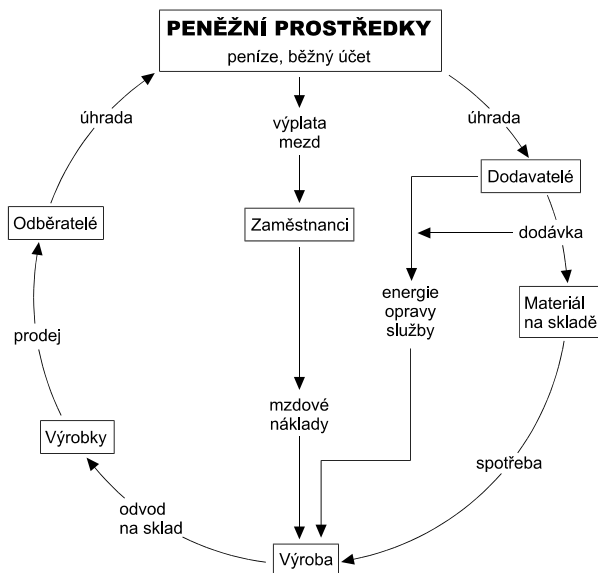 PENĚŽNÍ PROSTŘEDKY
peníze, běžný účet
úhrada
výplata
mezd
úhrada
Dodavatelé
Odběratelé
Zaměstnanci
dodávka
energie
opravy
služby
Materiál
na skladě
prodej
mzdové
náklady
Výrobky
spotřeba
odvod
na sklad
Výroba